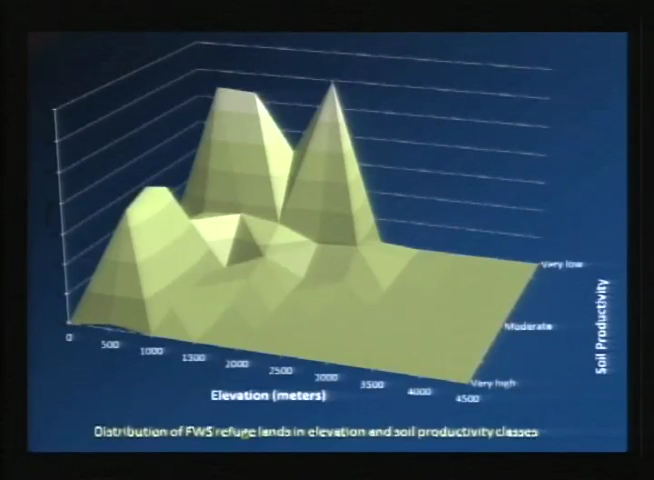 Very low
Moderate
Very high
Soil Productivity
0
500
1000
1500
2000
2500
3000
3500
4000
4500
Elevation (meters)
Distribution of FWS refuge lands in elevation and soil productivity classes